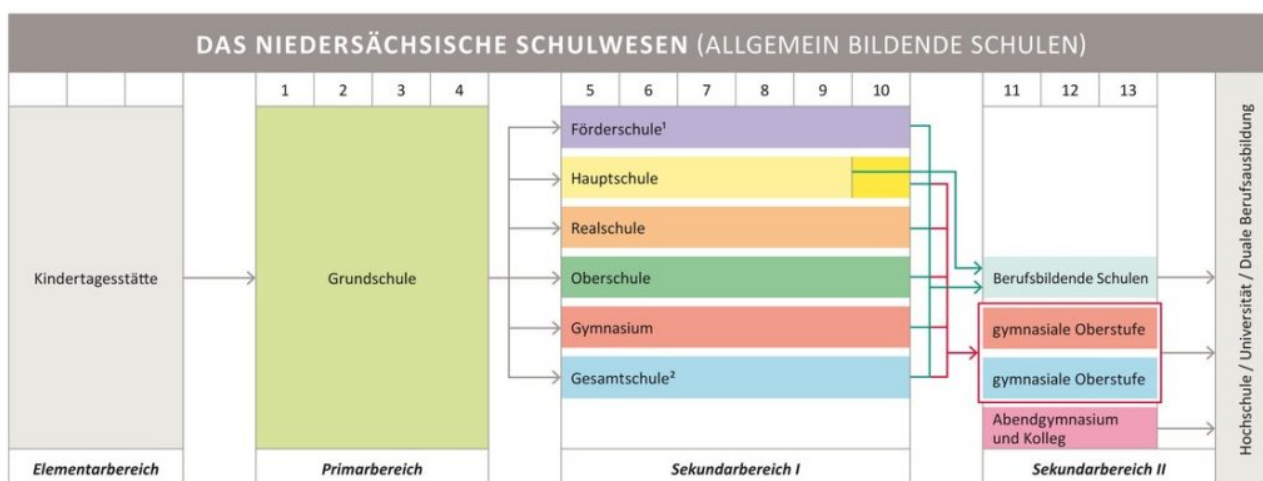 DAS NIEDERSÄCHSISCHE SCHULWESEN (ALLGEMEIN BILDENDE SCHULEN)
1 2 3 4 5 6 7 8 9 10 11 12 13
Kindertagesstätte
Grundschule
Förderschule¹
Hauptschule
Realschule
Oberschule
Gymnasium
Gesamtschule²
Berufsbildende Schulen
gymnasiale Oberstufe
gymnasiale Oberstufe
Abendgymnasium
und Kolleg
Hochschule / Universität / Duale Berufsausbildung
Elementarbereich
Primarbereich
Sekundarbereich I
Sekundarbereich II